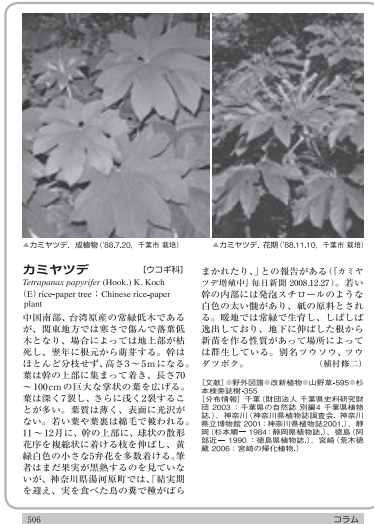 ▲カミヤツデ. 成植物 ('88.7.20, 千葉市 栽培)
▲カミヤツデ. 花期 ('88.11.10, 千葉市 栽培)
カミヤツデ [ウコギ科]
Tetrapanax papyrifer (Hook.) K. Koch
(E) rice-paper tree ; Chinese rice-paper
plant
中国南部、台湾原産の常緑低木である
が、関東地方では寒さで傷んで落葉低
木となり、場合によっては地上部が枯
死し、翌年に根元から萌芽する。幹は
ほとんど分枝せず、高さ3〜5mになる。
葉は幹の上部に集まって着き、長さ70
〜100cmの巨大な掌状の葉を広げる。
葉は深く7裂し、さらに浅く2裂するこ
とが多い。葉質は薄く、表面に光沢が
ない。若い葉や葉裏は綿毛で被われる。
11〜12月に、幹の上部に、球状の散形
花序を複総状に着ける枝を伸ばし、黄
緑白色の小さな5弁花を多数着ける。筆
者はまだ果実が黒熟するのを見ていな
いが、神奈川県湯河原町では、「結実期
を迎え、実を食べた鳥の糞で種がばら
まかれたり、」との報告がある(『カミヤ
ツデ増殖中』毎日新聞 2008.12.27)。若い
幹の内部には発泡スチロールのような
白色の太い髄があり、紙の原料とされ
る。暖地では常緑で生育し、しばしば
逸出しており、地下に伸ばした根から
新苗を作る性質があって場所によって
は群生している。別名ツウソウ、ツウ
ダツボク。 (植村修二)
[文献]●野外図譜●改新植物●山野草-595●杉
本検索誌様-355
[分布情報] 千葉(財団法人 千葉県史料研究財
団 2003:千葉県の自然誌 別編4 千葉県植物
誌.)、神奈川(神奈川県植物誌調査会, 神奈川
県立博物館 2001:神奈川県植物誌2001.)、静
岡(杉本順一 1984:静岡県植物誌.)、徳島(阿
部近一 1990:徳島県植物誌.)、宮崎(荒木徳
蔵 2006:宮崎の帰化植物.)
506
コラム